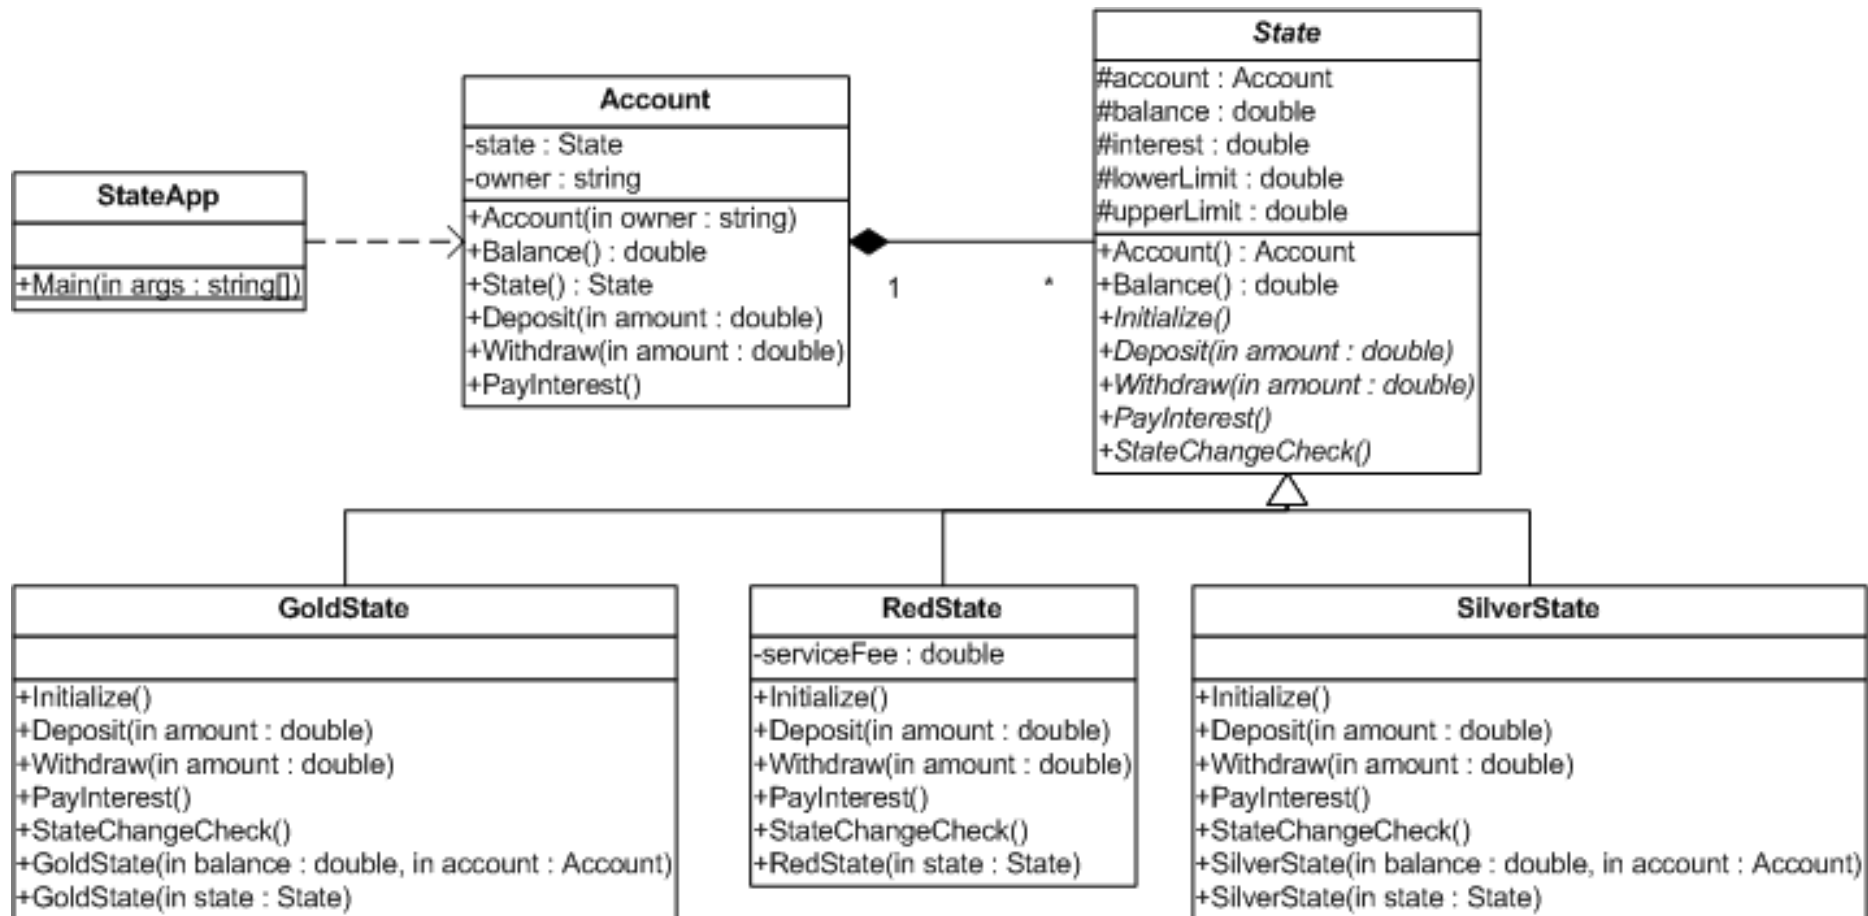 StateApp
+Main(in args : string[])
Account
-state : State
-owner : string
+Account(in owner : string)
+Balance() : double
+State() : State
+Deposit(in amount : double)
+Withdraw(in amount : double)
+PayInterest()
1
*
State
#account : Account
#balance : double
#interest : double
#lowerLimit : double
#upperLimit : double
+Account() : Account
+Balance() : double
+Initialize()
+Deposit(in amount : double)
+Withdraw(in amount : double)
+PayInterest()
+StateChangeCheck()
GoldState
+Initialize()
+Deposit(in amount : double)
+Withdraw(in amount : double)
+PayInterest()
+StateChangeCheck()
+GoldState(in balance : double, in account : Account)
+GoldState(in state : State)
RedState
-serviceFee : double
+Initialize()
+Deposit(in amount : double)
+Withdraw(in amount : double)
+PayInterest()
+StateChangeCheck()
+RedState(in state : State)
SilverState
+Initialize()
+Deposit(in amount : double)
+Withdraw(in amount : double)
+PayInterest()
+StateChangeCheck()
+SilverState(in balance : double, in account : Account)
+SilverState(in state : State)